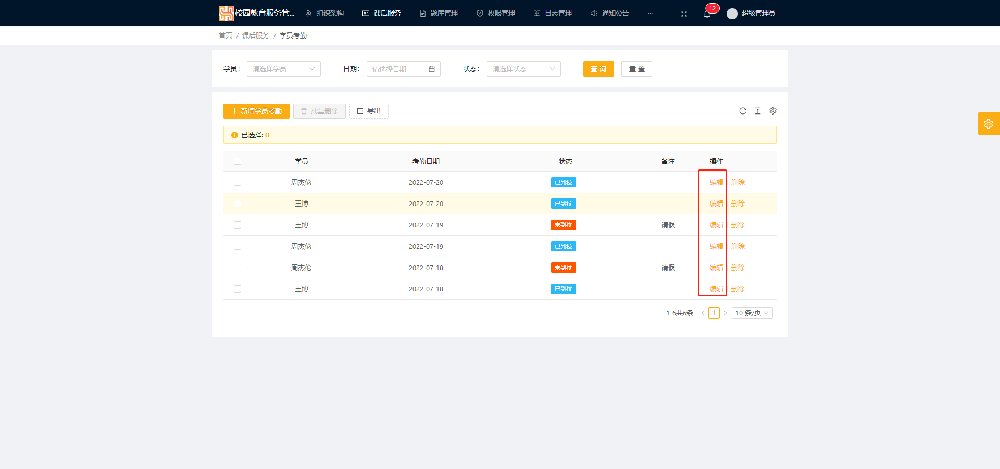 校园教育服务管... 组织架构 课后服务 题库管理 权限管理 日志管理 通知公告 ... 12 超级管理员
首页 / 课后服务 / 学员考勤
学员: 请选择学员 日期: 请选择日期 状态: 请选择状态 查 询 重 置
新增学员考勤 批量删除 导出
已选择: 0
学员 考勤日期 状态 备注 操作
周杰伦 2022-07-20 已到校 编辑 删除
王博 2022-07-20 已到校 编辑 删除
王博 2022-07-19 未到校 请假 编辑 删除
周杰伦 2022-07-19 已到校 编辑 删除
周杰伦 2022-07-18 未到校 请假 编辑 删除
王博 2022-07-18 已到校 编辑 删除
1-6共6条 < 1 > 10 条/页